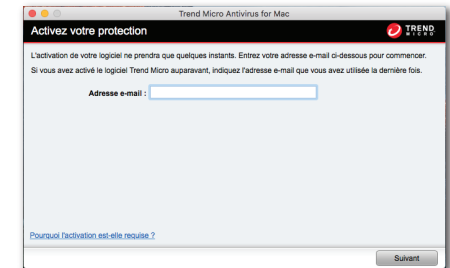 Trend Micro Antivirus for Mac
Activez votre protection
TREND
MICRO
L'activation de votre logiciel ne prendra que quelques instants. Entrez votre adresse e-mail ci-dessous pour commencer.
Si vous avez activé le logiciel Trend Micro auparavant, indiquez l'adresse e-mail que vous avez utilisée la dernière fois.
Adresse e-mail :
Pourquoi l'activation est-elle requise ?
Suivant